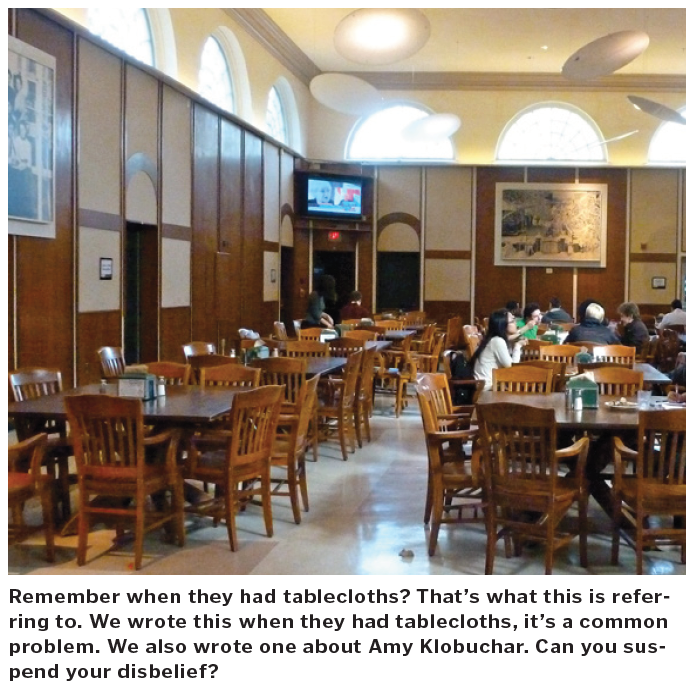 Remember when they had tablecloths? That's what this is refer-
ring to. We wrote this when they had tablecloths, it's a common
problem. We also wrote one about Amy Klobuchar. Can you sus-
pend your disbelief?